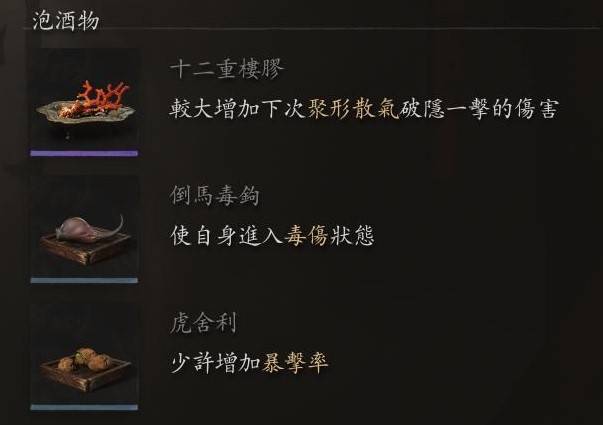 泡酒物
十二重樓膠
較大增加下次聚形散氣破隱一擊的傷害
倒馬毒鉤
使自身進入毒傷狀態
虎舍利
少許增加暴擊率